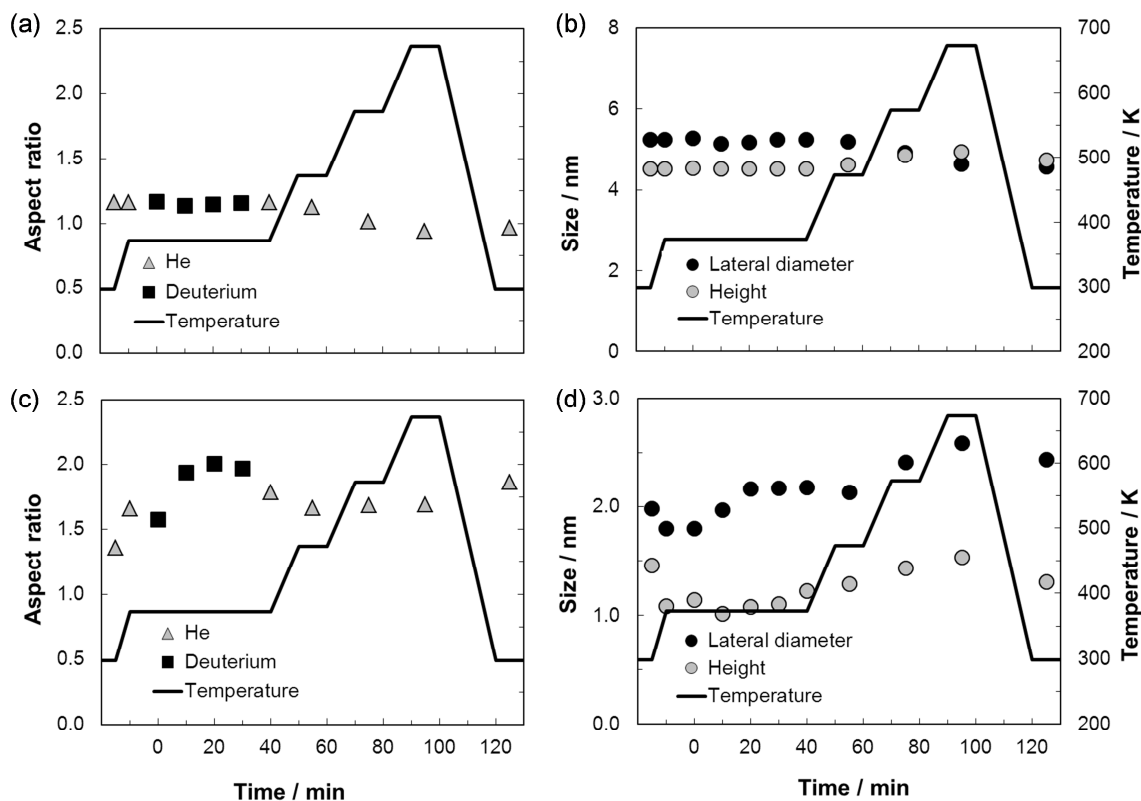 (a)
2.5
2.0
1.5
1.0
0.5
0.0
Aspect ratio
He
Deuterium
Temperature
(b)
8
6
4
2
0
Size / nm
Lateral diameter
Height
Temperature
700
600
500
400
300
200
Temperature / K
(c)
2.5
2.0
1.5
1.0
0.5
0.0
Aspect ratio
He
Deuterium
Temperature
0 20 40 60 80 100 120
Time / min
(d)
3.0
2.0
1.0
0.0
Size / nm
Lateral diameter
Height
Temperature
700
600
500
400
300
200
Temperature / K
0 20 40 60 80 100 120
Time / min